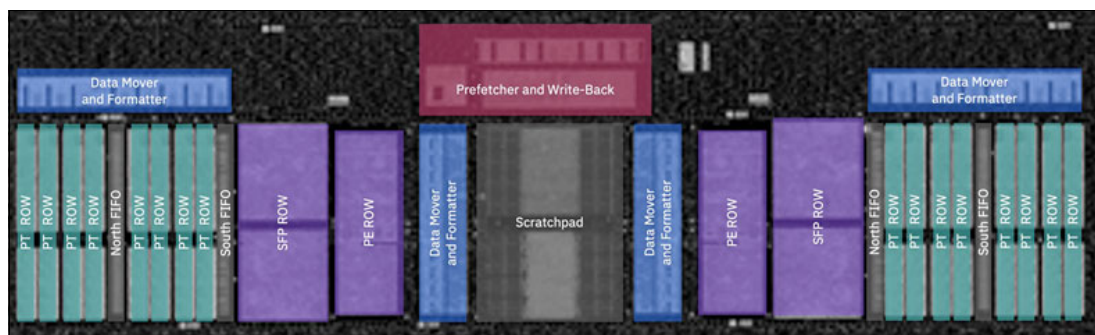 Data Mover
and Formatter
Prefetcher and Write-Back
Data Mover
and Formatter
PT ROW
PT ROW
PT ROW
PT ROW
North FIFO
PT ROW
PT ROW
PT ROW
PT ROW
South FIFO
SFP ROW
PE ROW
Data Mover
and Formatter
Scratchpad
Data Mover
and Formatter
PE ROW
SFP ROW
North FIFO
PT ROW
PT ROW
PT ROW
PT ROW
South FIFO
PT ROW
PT ROW
PT ROW
PT ROW